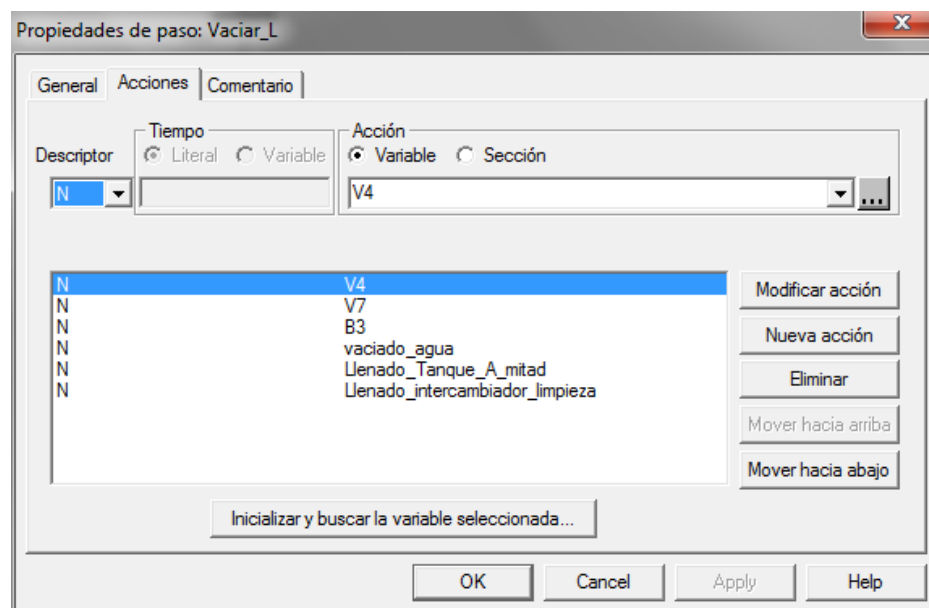 Propiedades de paso: Vaciar_L
General Acciones Comentario
Tiempo Acción
Descriptor Literal Variable Variable Sección
N V4 ...
N V4
N V7
N B3
N vaciado_agua
N Llenado_Tanque_A_mitad
N Llenado_intercambiador_limpieza
Modificar acción
Nueva acción
Eliminar
Mover hacia arriba
Mover hacia abajo
Inicializar y buscar la variable seleccionada...
OK Cancel Apply Help